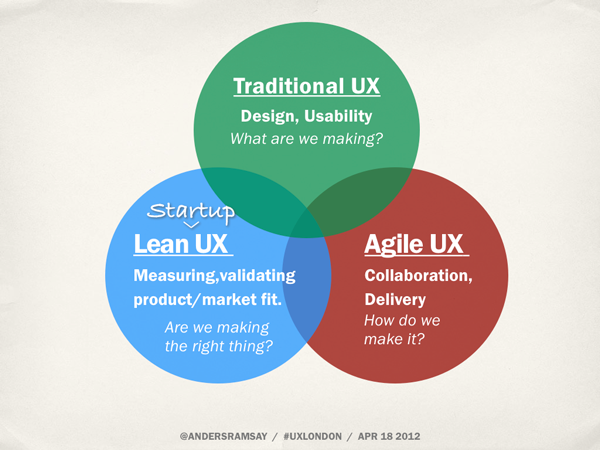 Traditional UX
Design, Usability
What are we making?
Startup
Lean UX
Measuring,validating
product/market fit.
Are we making
the right thing?
Agile UX
Collaboration,
Delivery
How do we
make it?
@ANDERSRAMSAY / #UXLONDON / APR 18 2012